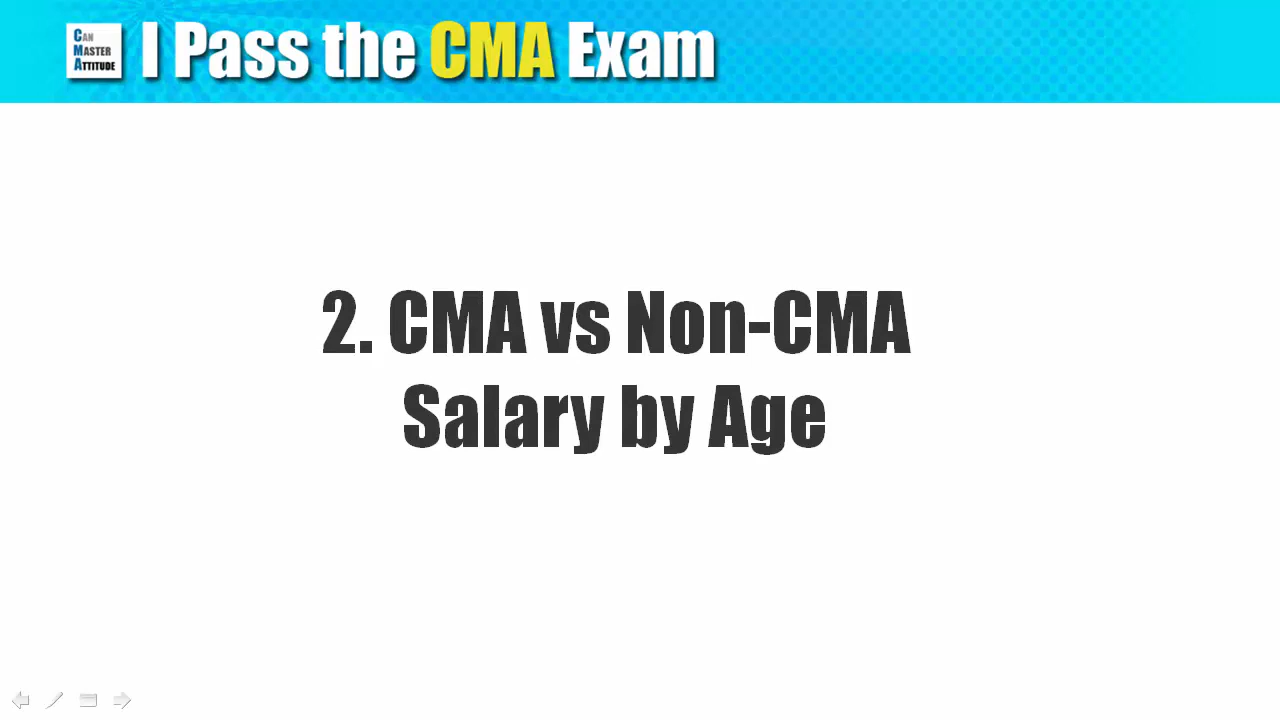 CAN
MASTER
ATTITUDE
I Pass the CMA Exam
2. CMA vs Non-CMA
Salary by Age